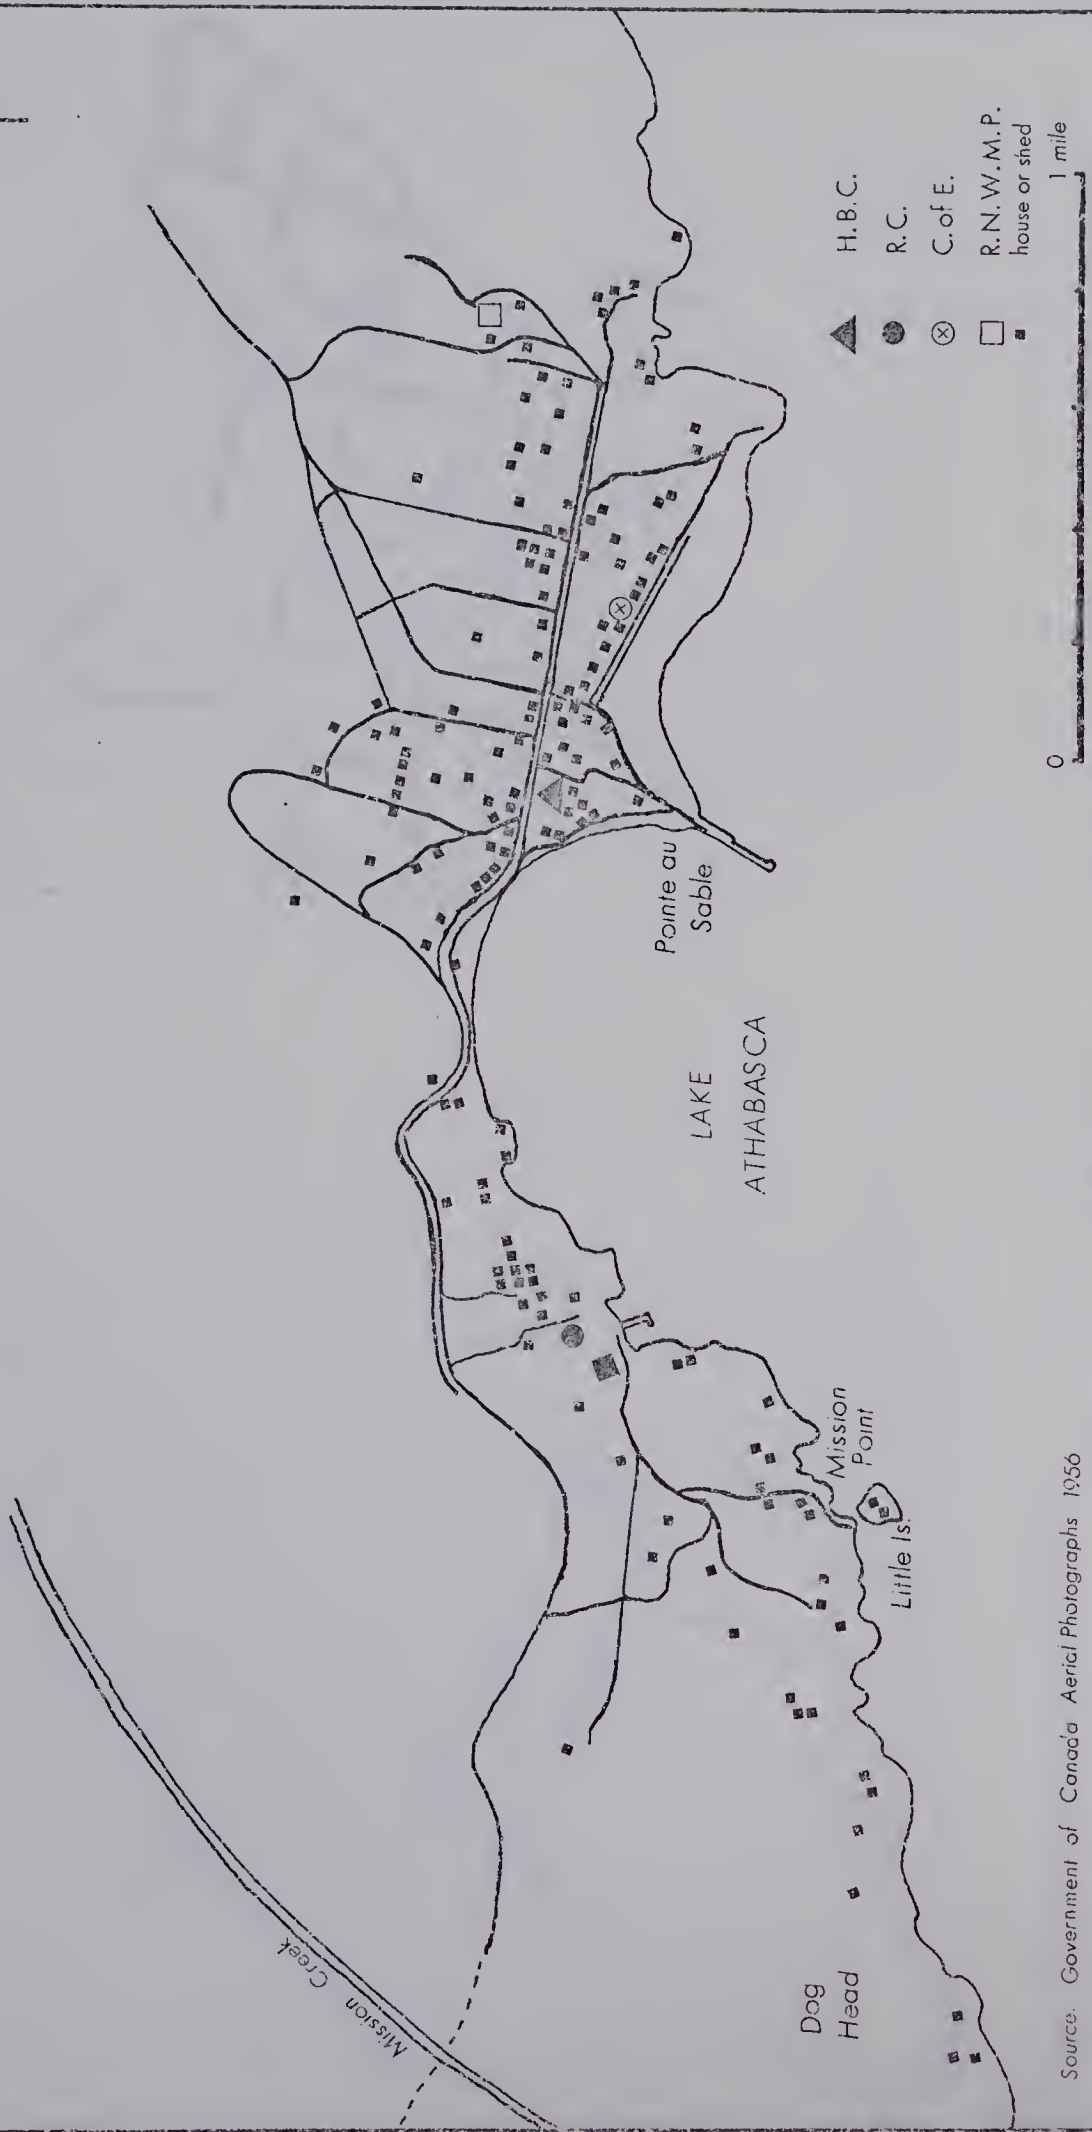 Mission Creek
Dog
Head
Little Is.
Mission
Point
LAKE
ATHABASCA
Pointe au
Sable
H.B.C.
R.C.
C. of E.
R.N.W.M.P.
house or shed
0
1 mile
Source: Government of Canada Aerial Photographs 1956